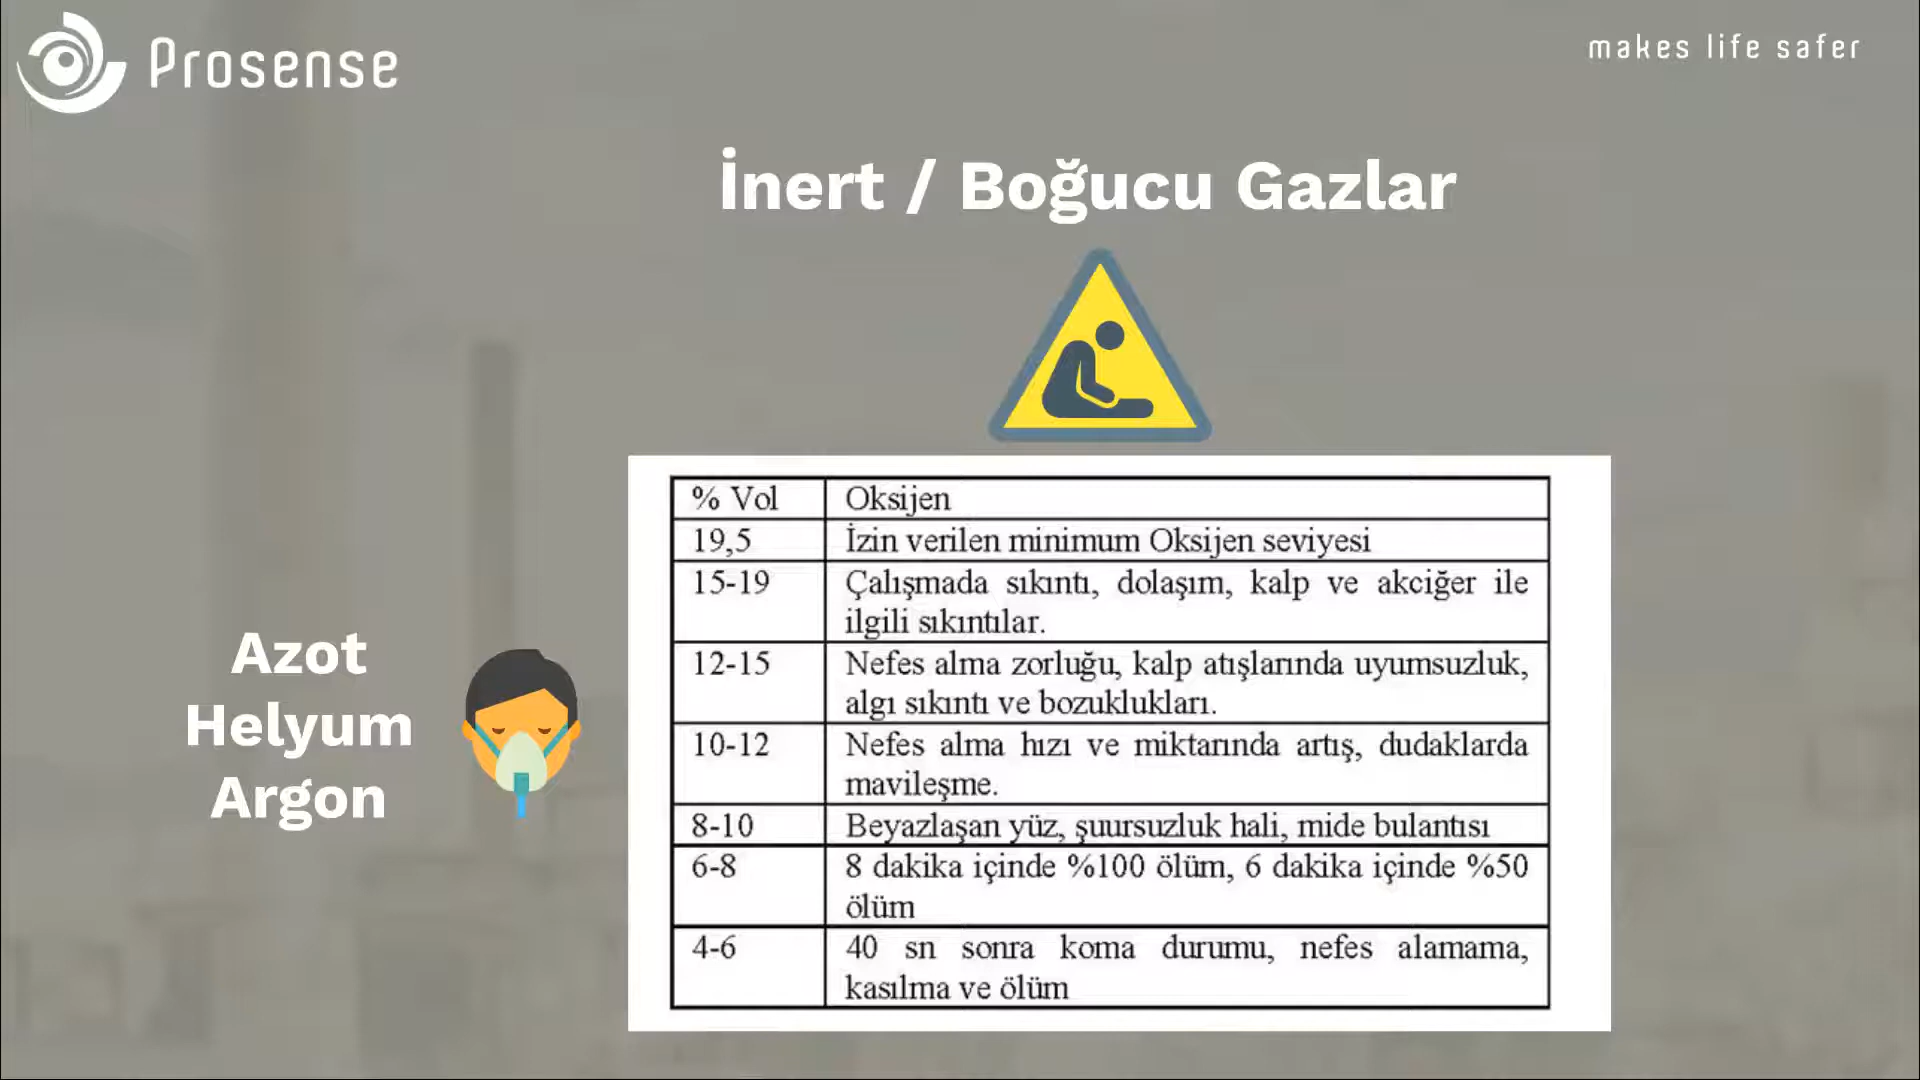 Prosense
makes life safer
İnert / Boğucu Gazlar
Azot
Helyum
Argon
% Vol Oksijen
19,5 İzin verilen minimum Oksijen seviyesi
15-19 Çalışmada sıkıntı, dolaşım, kalp ve akciğer ile
ilgili sıkıntılar.
12-15 Nefes alma zorluğu, kalp atışlarında uyumsuzluk,
algı sıkıntı ve bozuklukları.
10-12 Nefes alma hızı ve miktarında artış, dudaklarda
mavileşme.
8-10 Beyazlaşan yüz, şuursuzluk hali, mide bulantısı
6-8 8 dakika içinde %100 ölüm, 6 dakika içinde %50
ölüm
4-6 40 sn sonra koma durumu, nefes alamama,
kasılma ve ölüm